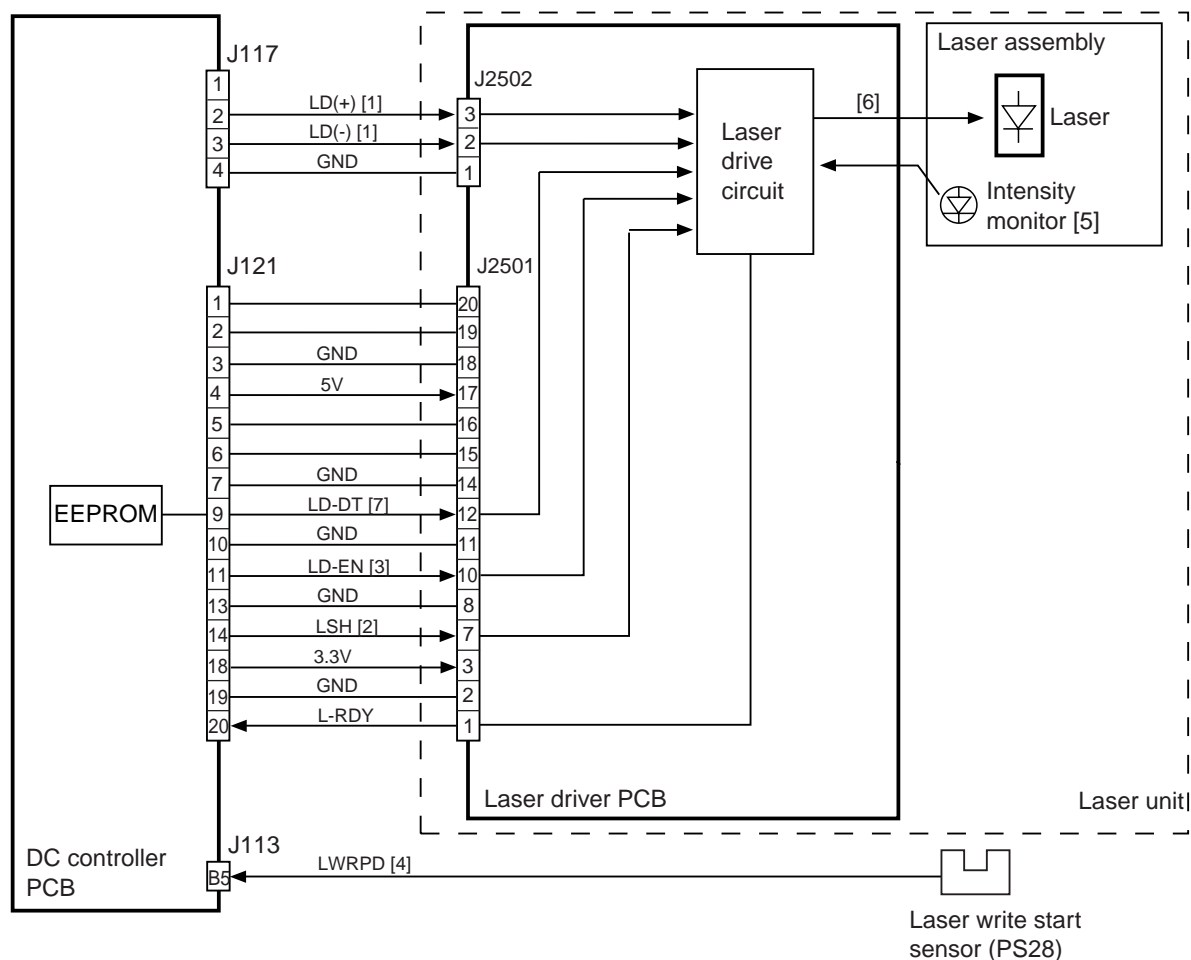 J117
1
2
3
4
LD(+) [1]
LD(-) [1]
GND
J2502
3
2
1
Laser
drive
circuit
[6]
Laser assembly
Laser
Intensity
monitor [5]
J121
J2501
1
20
2
19
3
GND
18
4
5V
17
5
16
6
15
7
GND
14
EEPROM
9
LD-DT [7]
12
10
GND
11
11
LD-EN [3]
10
13
GND
8
14
LSH [2]
7
18
3.3V
3
19
GND
2
20
L-RDY
1
Laser driver PCB
Laser unit
DC controller
PCB
J113
B5
LWRPD [4]
Laser write start
sensor (PS28)